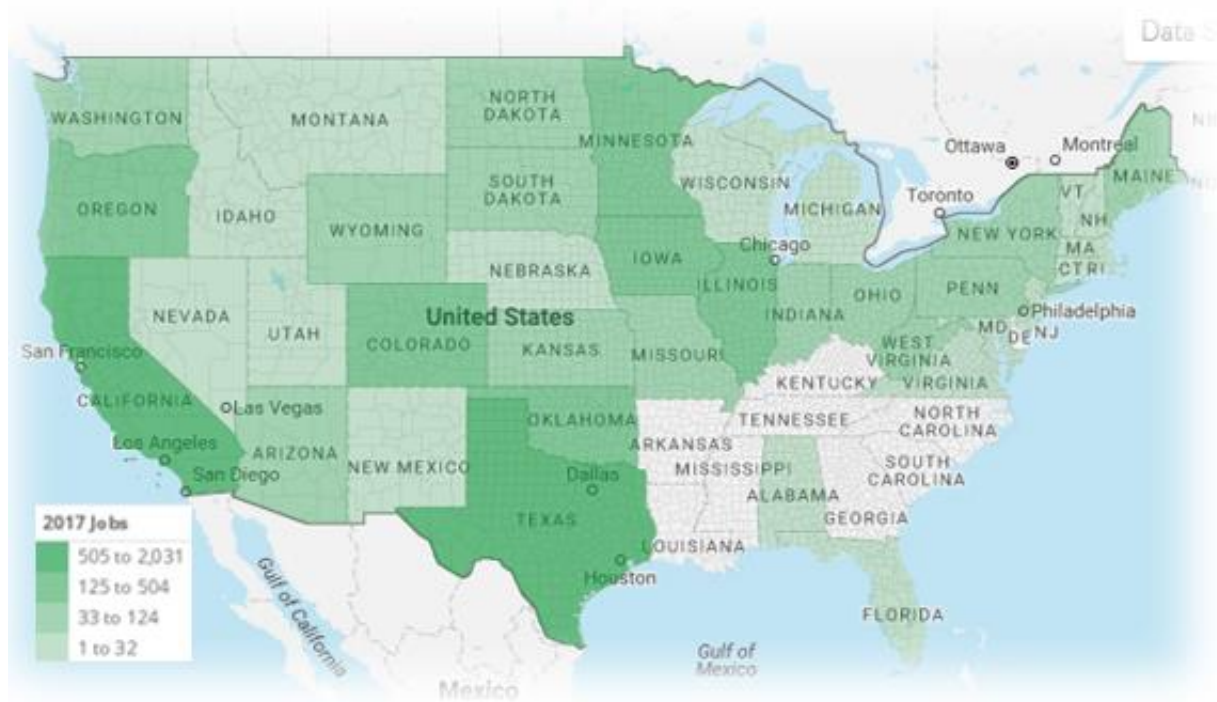 Data S
WASHINGTON
MONTANA
NORTH
DAKOTA
MINNESOTA
Ottawa
Montreal
MAINE
OREGON
IDAHO
SOUTH
DAKOTA
WISCONSIN
MICHIGAN
Toronto
VT
NH
WYOMING
NEW YORK
MA
CT RI
Chicago
IOWA
NEBRASKA
ILLINOIS
OHIO
PENN
NEVADA
UTAH
United States
COLORADO
INDIANA
Philadelphia
MD
DE NJ
San Francisco
KANSAS
MISSOURI
WEST
VIRGINIA
KENTUCKY
VIRGINIA
CALIFORNIA
Las Vegas
OKLAHOMA
TENNESSEE
NORTH
CAROLINA
Los Angeles
ARIZONA
NEW MEXICO
ARKANSAS
MISSISSIPPI
SOUTH
CAROLINA
San Diego
Dallas
ALABAMA
GEORGIA
TEXAS
LOUISIANA
Houston
FLORIDA
2017 Jobs
505 to 2,031
125 to 504
33 to 124
1 to 32
Gulf of California
Gulf of
Mexico
Mexico